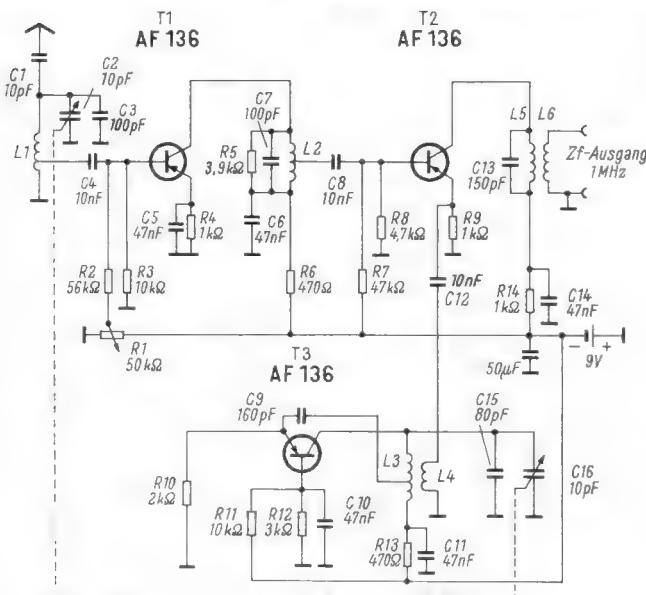 T1
AF 136
T2
AF 136
C1
10pF
C2
10pF
C3
100pF
L1
C4
10nF
C5
47nF
R4
1kΩ
R5
3,9kΩ
C7
100pF
L2
C6
47nF
C8
10nF
R8
4,7kΩ
R9
1kΩ
C13
150pF
L5
L6
Zf-Ausgang
1MHz
R2
56kΩ
R3
10kΩ
R6
470Ω
R7
47kΩ
10nF
C12
R14
1kΩ
C14
47nF
R1
50kΩ
50µF
− +
9V
T3
AF 136
C9
160pF
R10
2kΩ
R11
10kΩ
R12
3kΩ
C10
47nF
L3
L4
R13
470Ω
C11
47nF
C15
80pF
C16
10pF